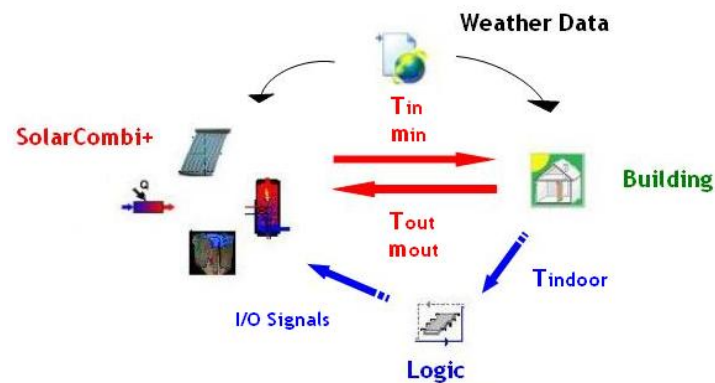 Weather Data
Tin
min
SolarCombi+
Q
Building
Tout
mout
Tindoor
I/O Signals
Logic